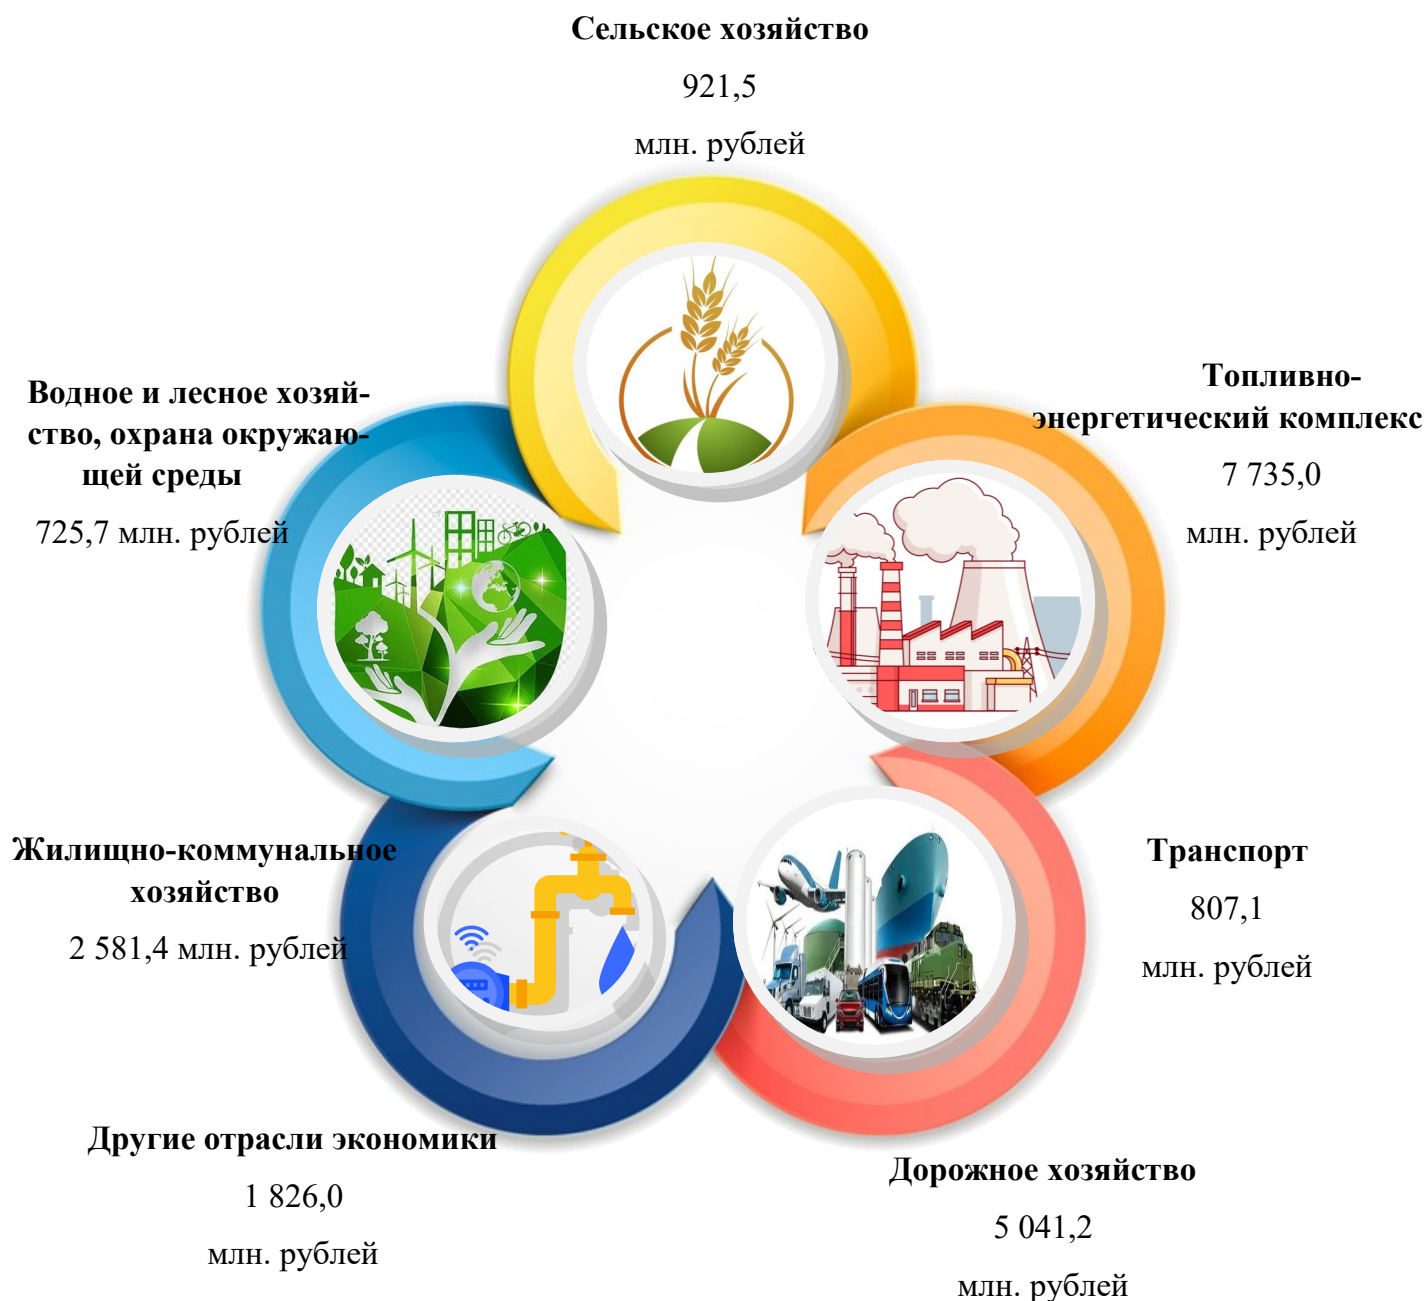 Сельское хозяйство
921,5
млн. рублей
Топливно-
энергетический комплекс
7 735,0
млн. рублей
Водное и лесное хозяй-
ство, охрана окружаю-
щей среды
725,7 млн. рублей
Жилищно-коммунальное
хозяйство
2 581,4 млн. рублей
Транспорт
807,1
млн. рублей
Другие отрасли экономики
1 826,0
млн. рублей
Дорожное хозяйство
5 041,2
млн. рублей